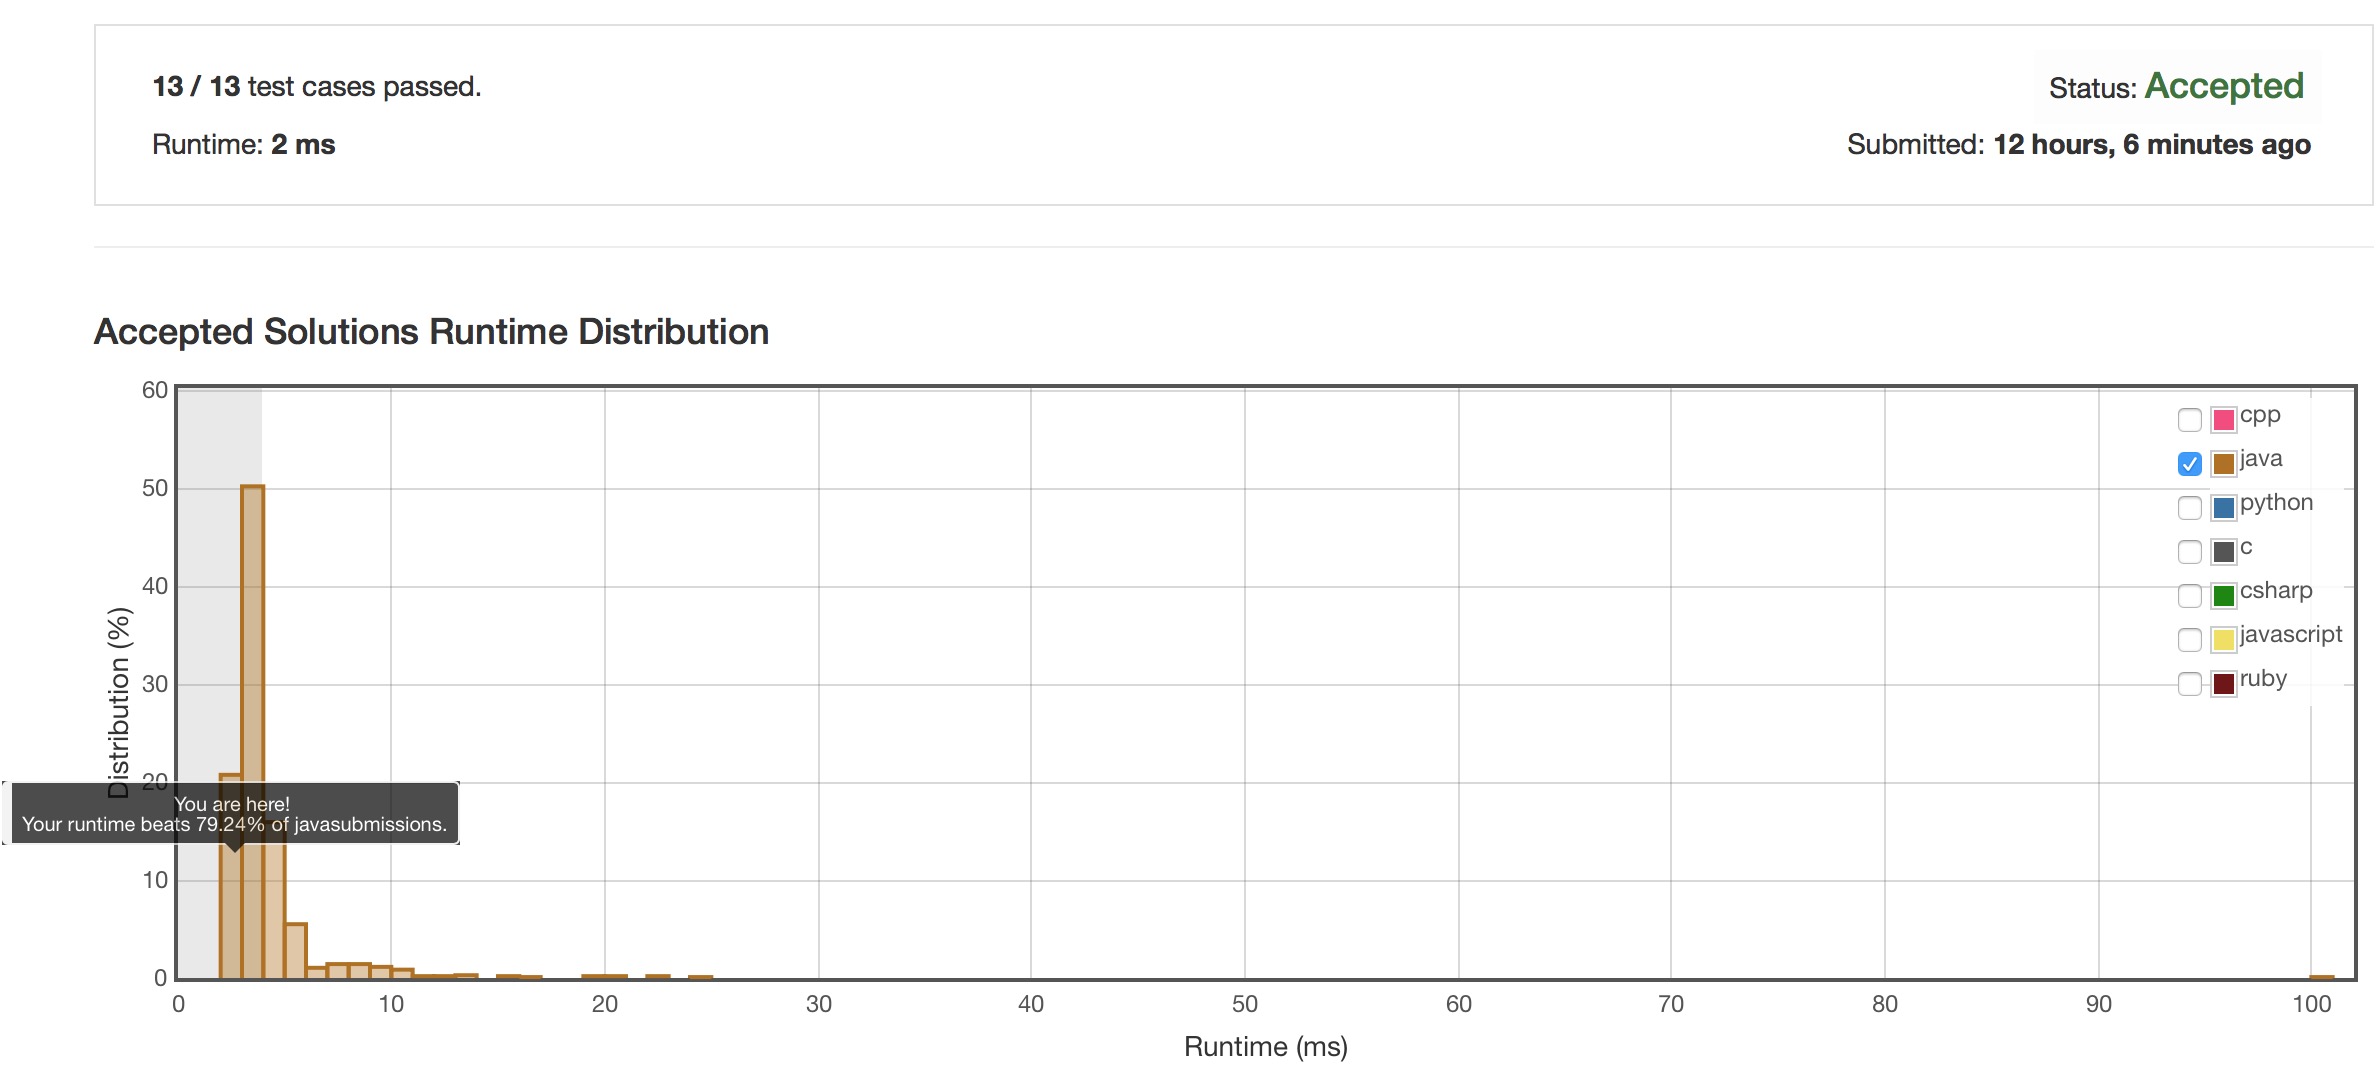 13 / 13 test cases passed.
Status: Accepted
Runtime: 2 ms
Submitted: 12 hours, 6 minutes ago
Accepted Solutions Runtime Distribution
60
50
40
30
20
10
0
Distribution (%)
cpp
java
python
c
csharp
javascript
ruby
You are here!
Your runtime beats 79.24% of javasubmissions.
0 10 20 30 40 50 60 70 80 90 100
Runtime (ms)